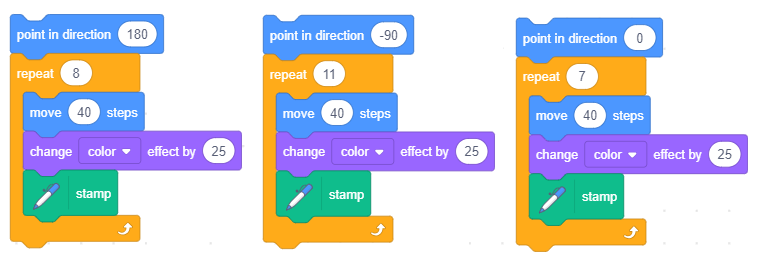 point in direction 180
repeat 8
move 40 steps
change color effect by 25
stamp
point in direction -90
repeat 11
move 40 steps
change color effect by 25
stamp
point in direction 0
repeat 7
move 40 steps
change color effect by 25
stamp